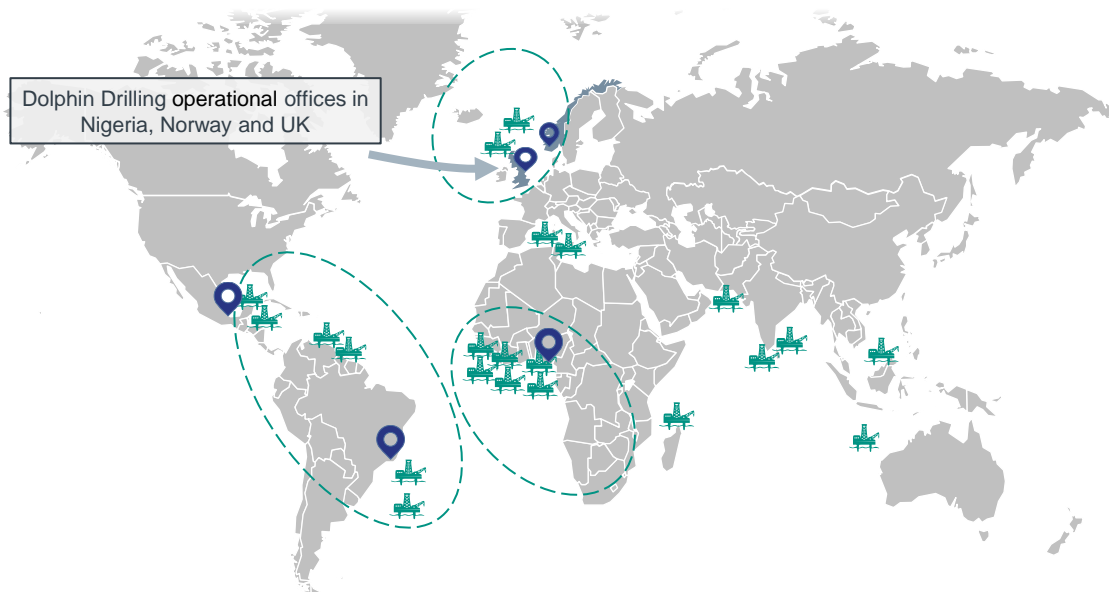 Dolphin Drilling operational offices in
Nigeria, Norway and UK